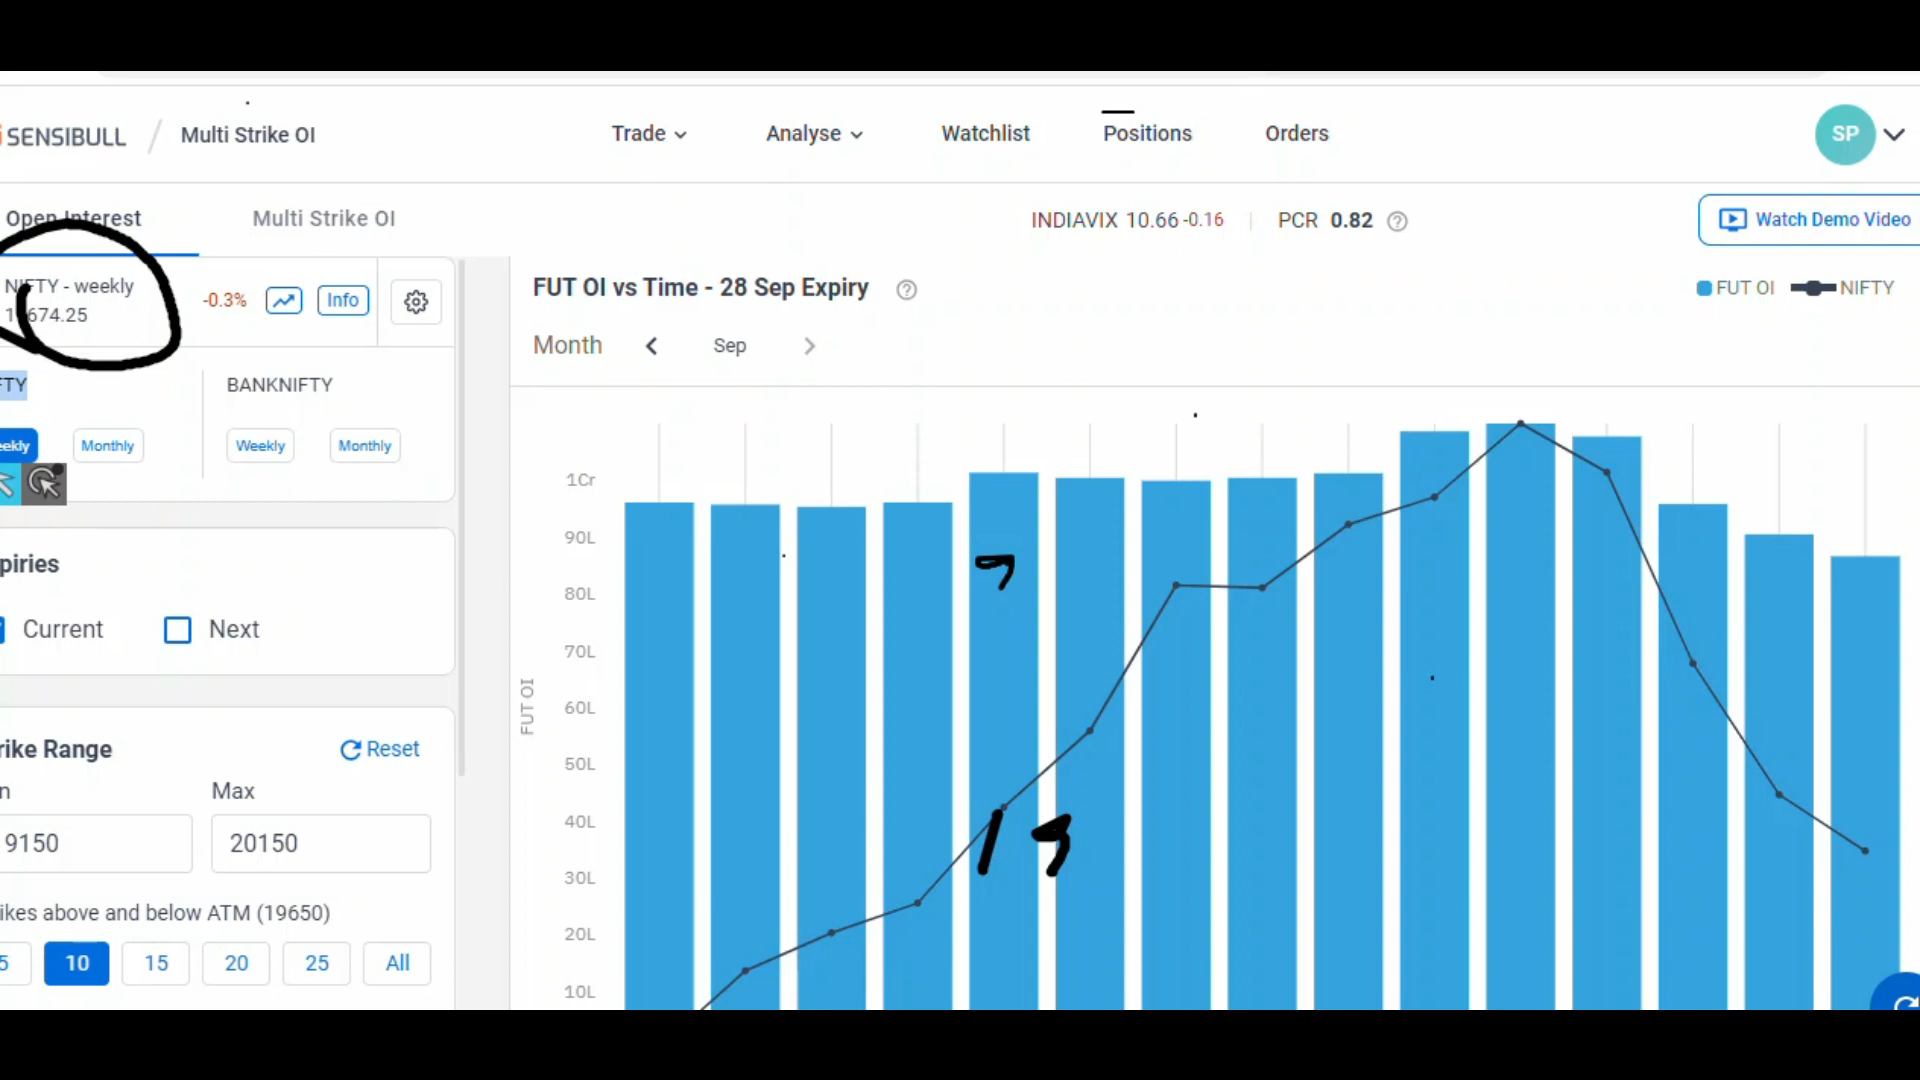 SENSIBULL / Multi Strike OI
Trade
Analyse
Watchlist
Positions
Orders
SP
Open Interest
Multi Strike OI
INDIAVIX 10.66 -0.16
PCR 0.82
Watch Demo Video
NIFTY - weekly
674.25
-0.3%
Info
FUT OI vs Time - 28 Sep Expiry
FUT OI
NIFTY
Month
Sep
FTY
BANKNIFTY
eekly
Monthly
Weekly
Monthly
piries
Current
Next
rike Range
Reset
n
Max
9150
20150
ikes above and below ATM (19650)
5
10
15
20
25
All
FUT OI
1Cr
90L
80L
70L
60L
50L
40L
30L
20L
10L